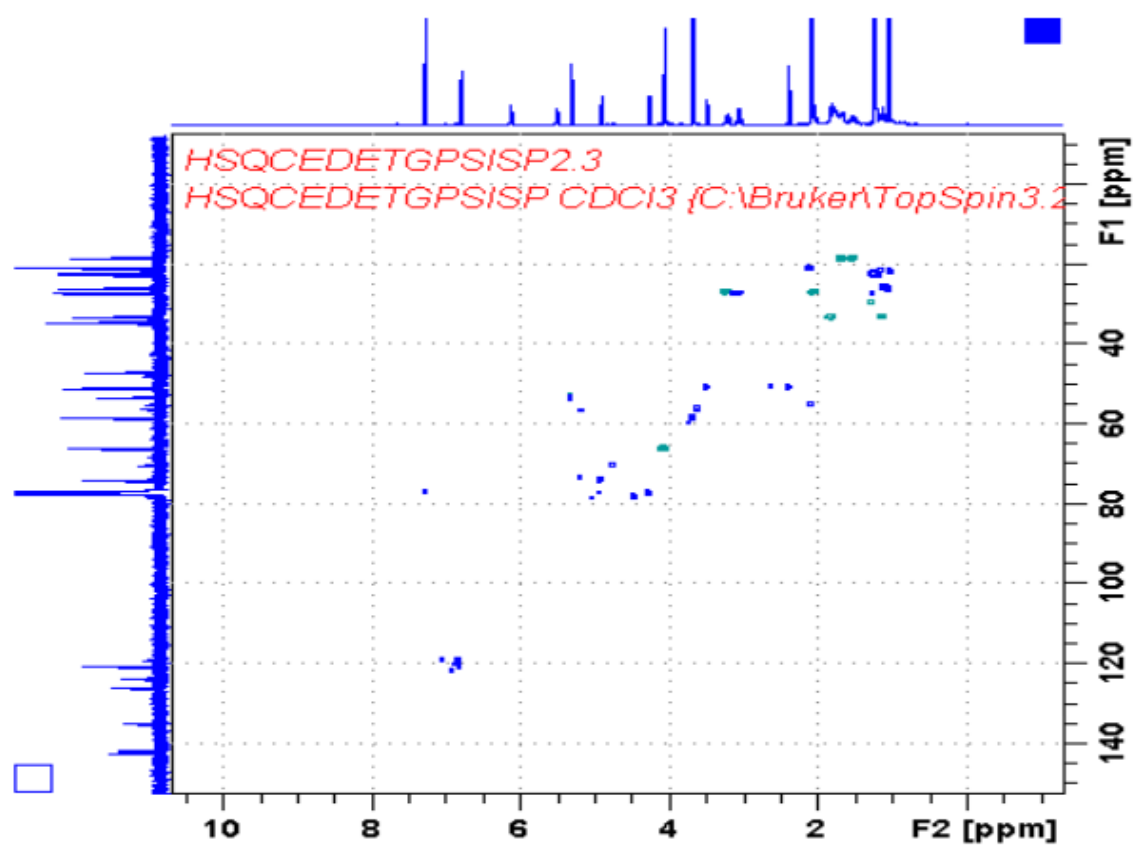 HSQCEDETGPSISP2.3
HSQCEDETGPSISP CDCl3 {C:\Bruker\TopSpin3.2
F1 [ppm]
40
60
80
100
120
140
10
8
6
4
2
F2 [ppm]